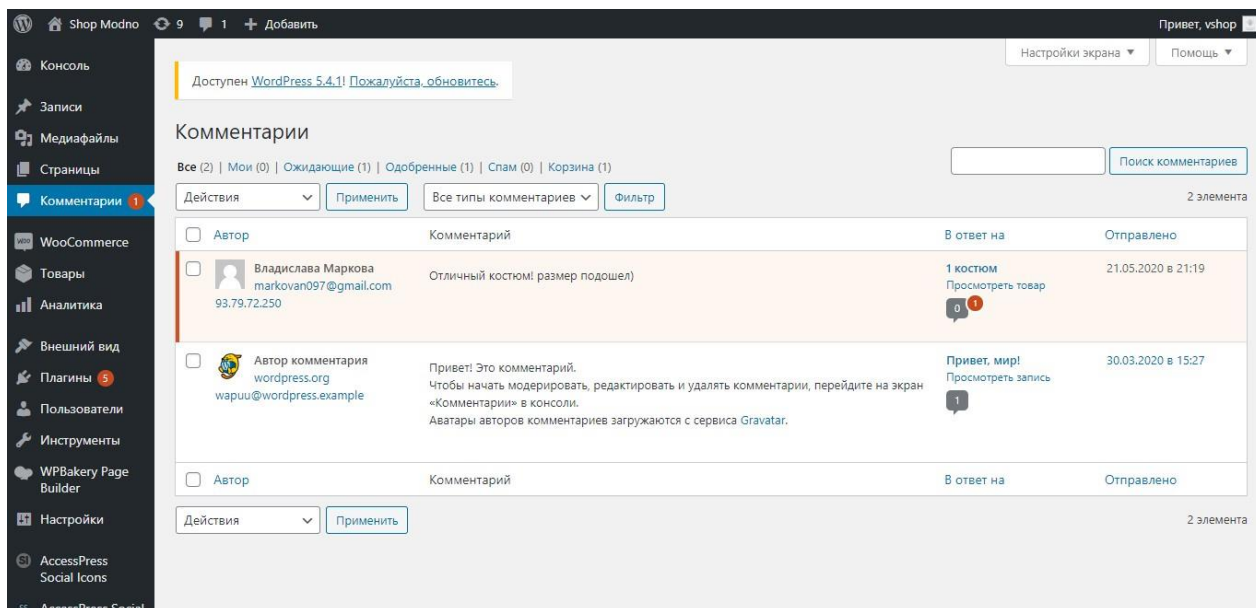 Shop Modno 9 1 + Добавить Привет, vshop
Настройки экрана ▼ Помощь ▼
Консоль
Записи
Медиафайлы
Страницы
Комментарии 1
WooCommerce
Товары
Аналитика
Внешний вид
Плагины 5
Пользователи
Инструменты
WPBakery Page
Builder
Настройки
AccessPress
Social Icons
AccessPress Social
Доступен WordPress 5.4.1! Пожалуйста, обновитесь.
Комментарии
Все (2) | Мои (0) | Ожидающие (1) | Одобренные (1) | Спам (0) | Корзина (1)
Поиск комментариев
Действия Применить Все типы комментариев Фильтр 2 элемента
Автор Комментарий В ответ на Отправлено
Владислава Маркова
markovan097@gmail.com
93.79.72.250
Отличный костюм! размер подошел)
1 костюм
Просмотреть товар
0 1
21.05.2020 в 21:19
Автор комментария
wordpress.org
wapuu@wordpress.example
Привет! Это комментарий.
Чтобы начать модерировать, редактировать и удалять комментарии, перейдите на экран
«Комментарии» в консоли.
Аватары авторов комментариев загружаются с сервиса Gravatar.
Привет, мир!
Просмотреть запись
1
30.03.2020 в 15:27
Автор Комментарий В ответ на Отправлено
Действия Применить 2 элемента